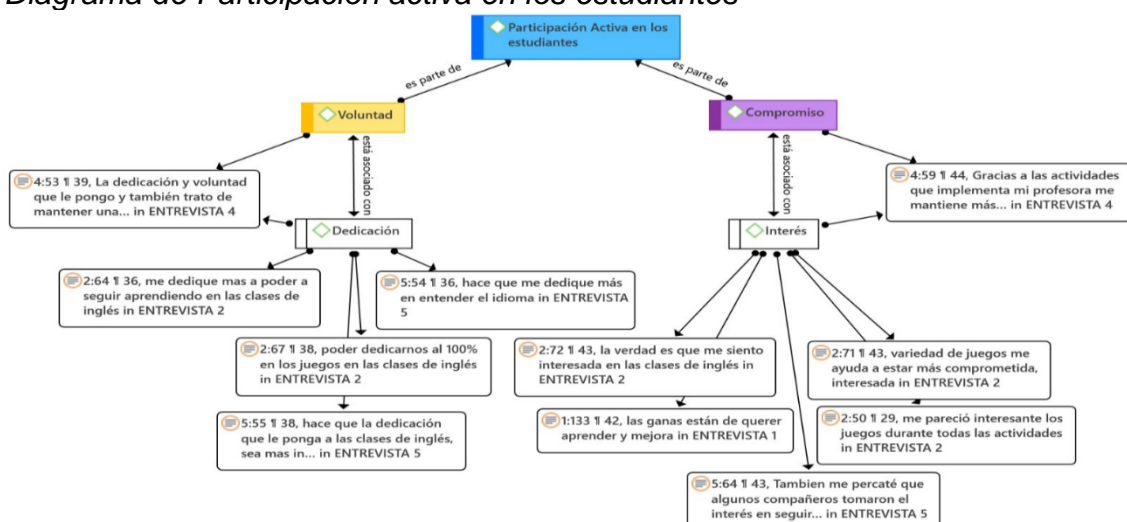 Diagrama de Participación activa en los estudiantes
Participación Activa en los
estudiantes
es parte de
es parte de
Voluntad
Compromiso
está asociado con
está asociado con
4:53 ¶ 39, La dedicación y voluntad
que le pongo y también trato de
mantener una... in ENTREVISTA 4
4:59 ¶ 44, Gracias a las actividades
que implementa mi profesora me
mantiene más... in ENTREVISTA 4
Dedicación
Interés
2:64 ¶ 36, me dedique mas a poder a
seguir aprendiendo en las clases de
inglés in ENTREVISTA 2
5:54 ¶ 36, hace que me dedique más
en entender el idioma in ENTREVISTA
5
2:67 ¶ 38, poder dedicarnos al 100%
en los juegos en las clases de inglés
in ENTREVISTA 2
2:72 ¶ 43, la verdad es que me siento
interesada en las clases de inglés in
ENTREVISTA 2
2:71 ¶ 43, variedad de juegos me
ayuda a estar más comprometida,
interesada in ENTREVISTA 2
5:55 ¶ 38, hace que la dedicación
que le ponga a las clases de inglés,
sea mas in... in ENTREVISTA 5
1:133 ¶ 42, las ganas están de querer
aprender y mejora in ENTREVISTA 1
2:50 ¶ 29, me pareció interesante los
juegos durante todas las actividades
in ENTREVISTA 2
5:64 ¶ 43, Tambien me percaté que
algunos compañeros tomaron el
interés en seguir... in ENTREVISTA 5